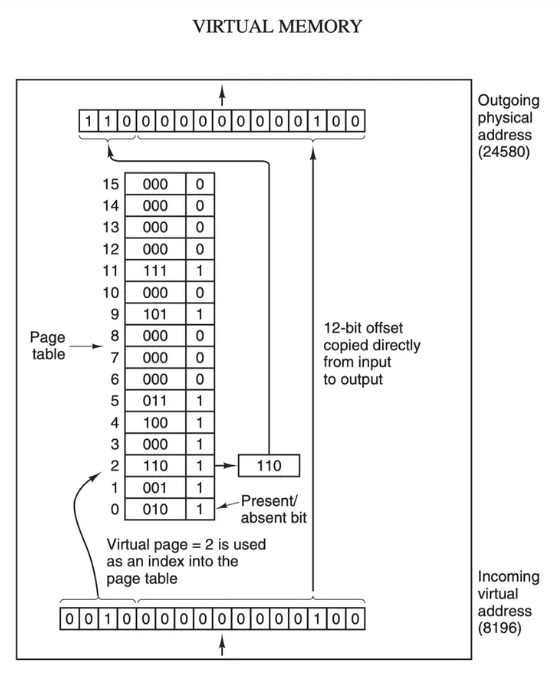 VIRTUAL MEMORY
Outgoing
physical
address
(24580)
1 1 0 0 0 0 0 0 0 0 0 0 1 0 0
15 000 0
14 000 0
13 000 0
12 000 0
11 111 1
10 000 0
9 101 1
8 000 0
7 000 0
6 000 0
5 011 1
4 100 1
3 000 1
2 110 1
1 001 1
0 010 1
Page
table
110
Present/
absent bit
12-bit offset
copied directly
from input
to output
Virtual page = 2 is used
as an index into the
page table
0 0 1 0 0 0 0 0 0 0 0 0 0 1 0 0
Incoming
virtual
address
(8196)